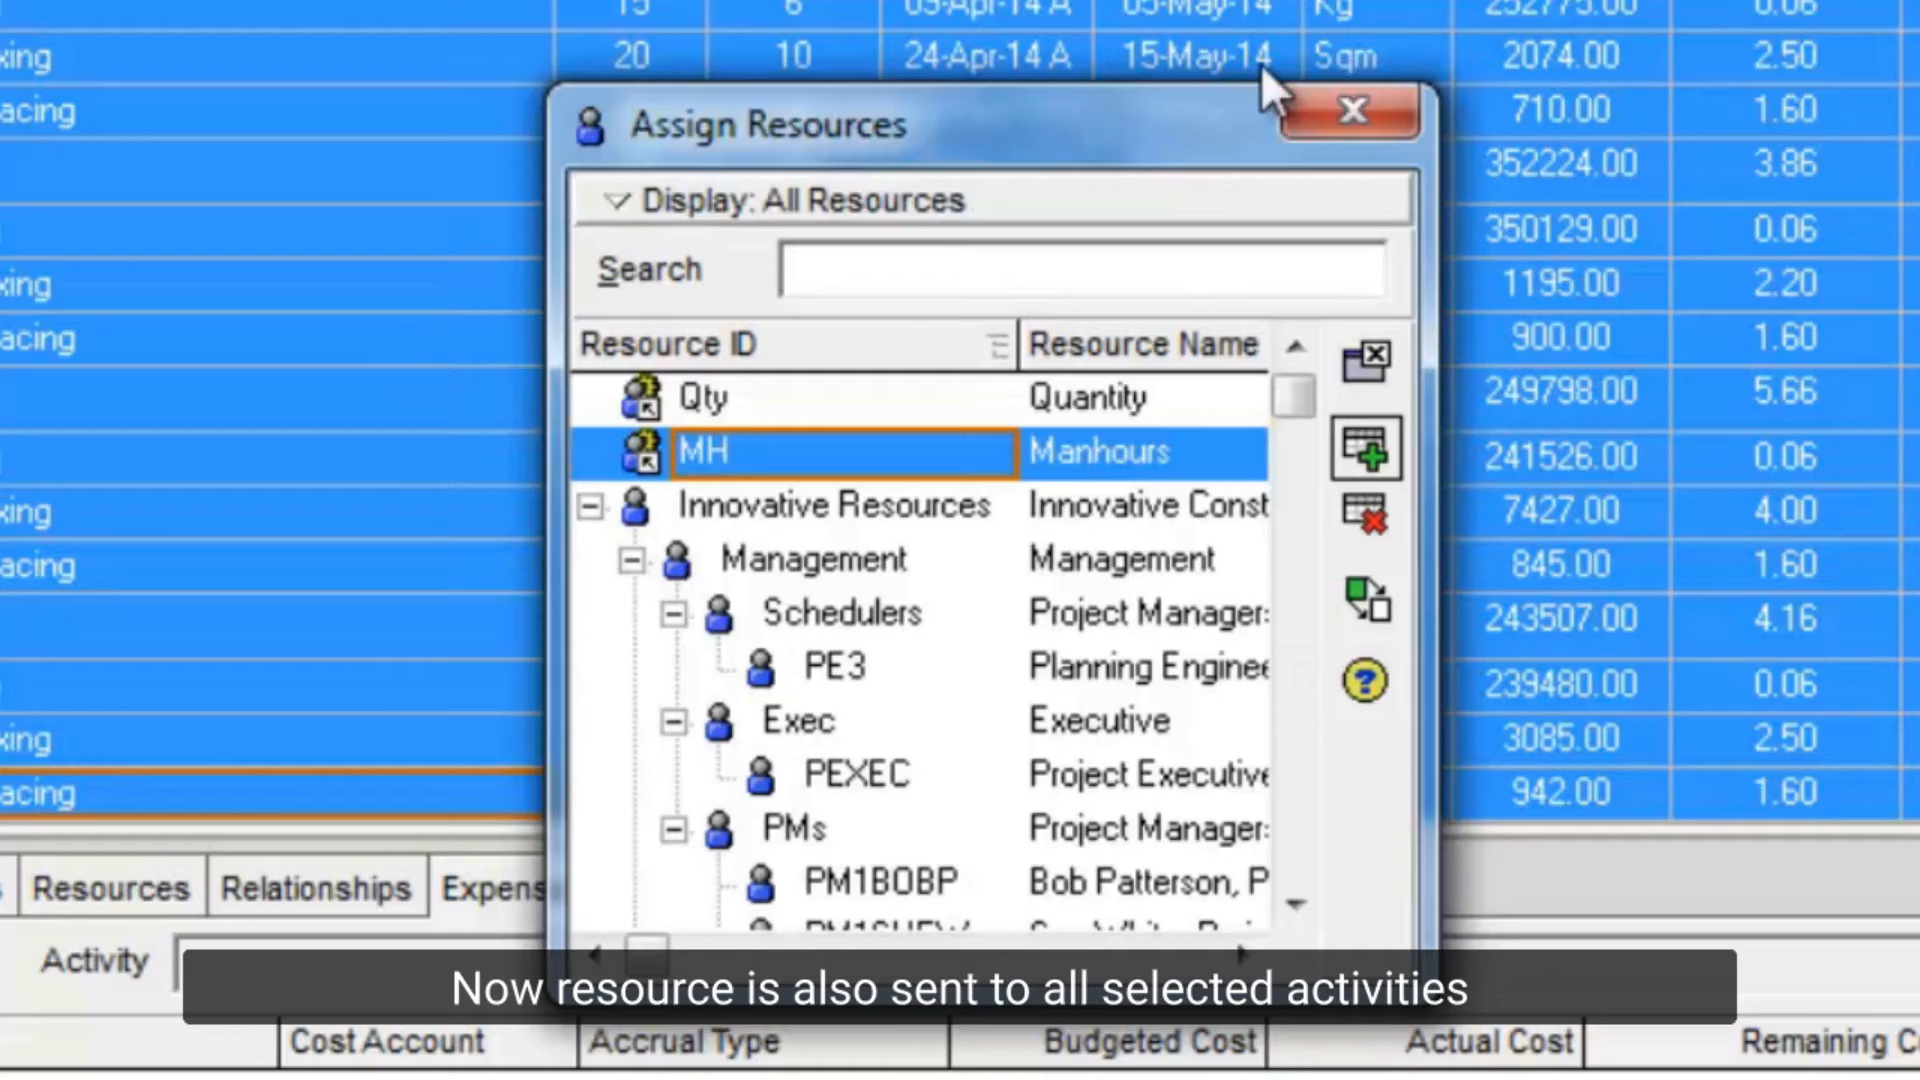 15 6 05-May-14 Kg 252775.00 0.06
xing 20 10 24-Apr-14 A 15-May-14 Sqm 2074.00 2.50
acing 710.00 1.60
352224.00 3.86
350129.00 0.06
xing 1195.00 2.20
acing 900.00 1.60
249798.00 5.66
241526.00 0.06
xing 7427.00 4.00
acing 845.00 1.60
243507.00 4.16
239480.00 0.06
xing 3085.00 2.50
acing 942.00 1.60
Assign Resources
Display: All Resources
Search
Resource ID Resource Name
Qty Quantity
MH Manhours
Innovative Resources Innovative Const
Management Management
Schedulers Project Manager
PE3 Planning Enginee
Exec Executive
PEXEC Project Executive
PMs Project Manager
PM1BOBP Bob Patterson, P
Resources Relationships Expens
Activity
Now resource is also sent to all selected activities
Cost Account Accrual Type Budgeted Cost Actual Cost Remaining C